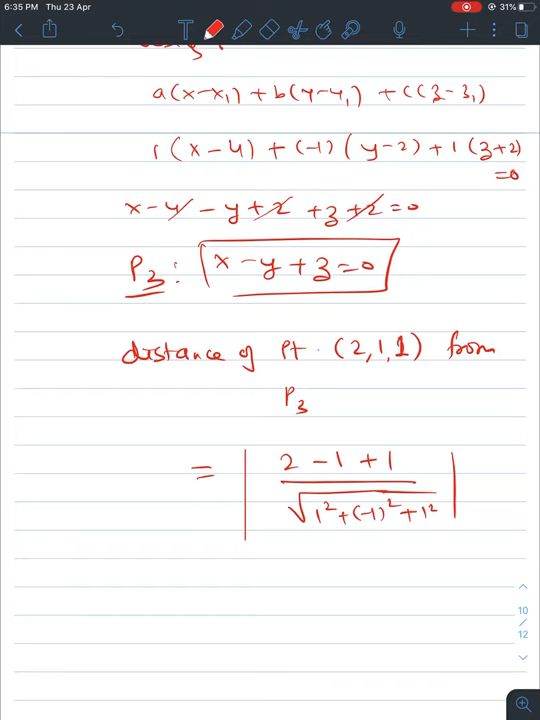 6:35 PM Thu 23 Apr 31%
a(x-x₁) + b(y-y₁) + c(z-z₁)
1(x-4) + (-1)(y-2) + 1(z+2)
=0
x-4 - y+2 + z+2 = 0
P₃ : x - y + z = 0
distance of pt. (2,1,1) from
P₃
= | (2 - 1 + 1) / √(1² + (-1)² + 1²) |
10
/
12